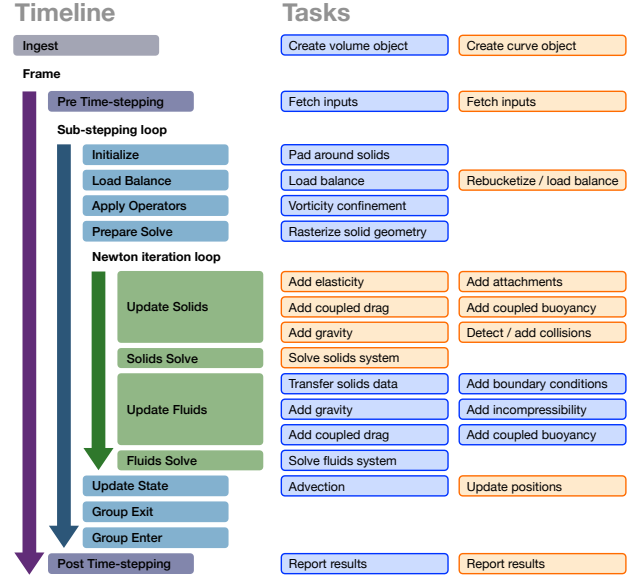 Timeline Tasks
Ingest Create volume object Create curve object
Frame
Pre Time-stepping Fetch inputs Fetch inputs
Sub-stepping loop
Initialize Pad around solids
Load Balance Load balance Rebucketize / load balance
Apply Operators Vorticity confinement
Prepare Solve Rasterize solid geometry
Newton iteration loop
Add elasticity Add attachments
Update Solids Add coupled drag Add coupled buoyancy
Add gravity Detect / add collisions
Solids Solve Solve solids system
Transfer solids data Add boundary conditions
Update Fluids Add gravity Add incompressibility
Add coupled drag Add coupled buoyancy
Fluids Solve Solve fluids system
Update State Advection Update positions
Group Exit
Group Enter
Post Time-stepping Report results Report results